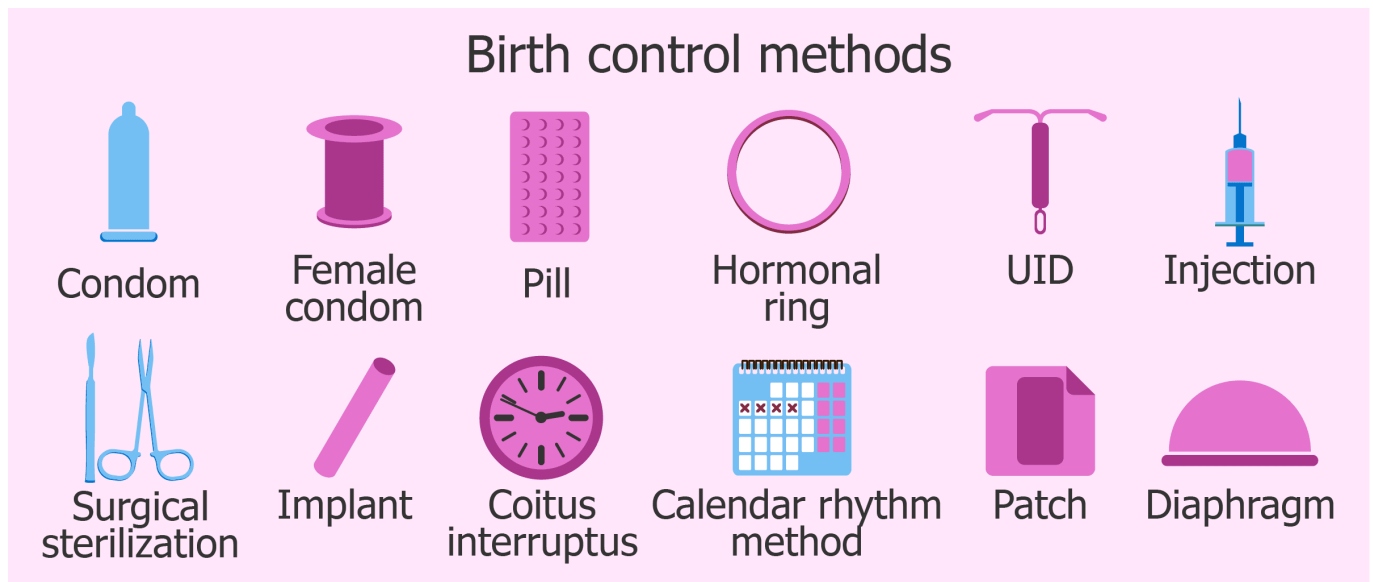 Birth control methods
Condom
Female
condom
Pill
Hormonal
ring
UID
Injection
Surgical
sterilization
Implant
Coitus
interruptus
Calendar rhythm
method
Patch
Diaphragm